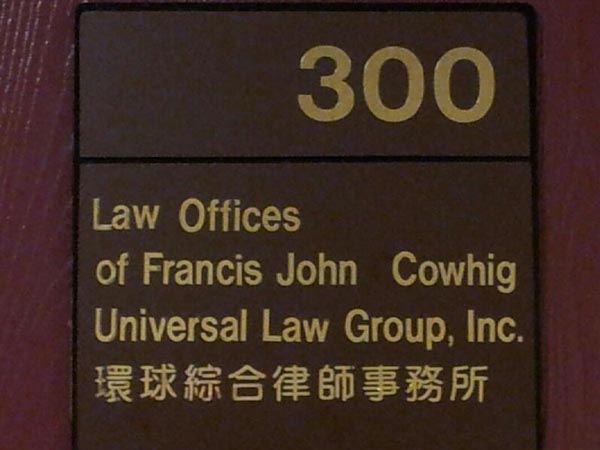 300
Law Offices
of Francis John Cowhig
Universal Law Group, Inc.
環球綜合律師事務所